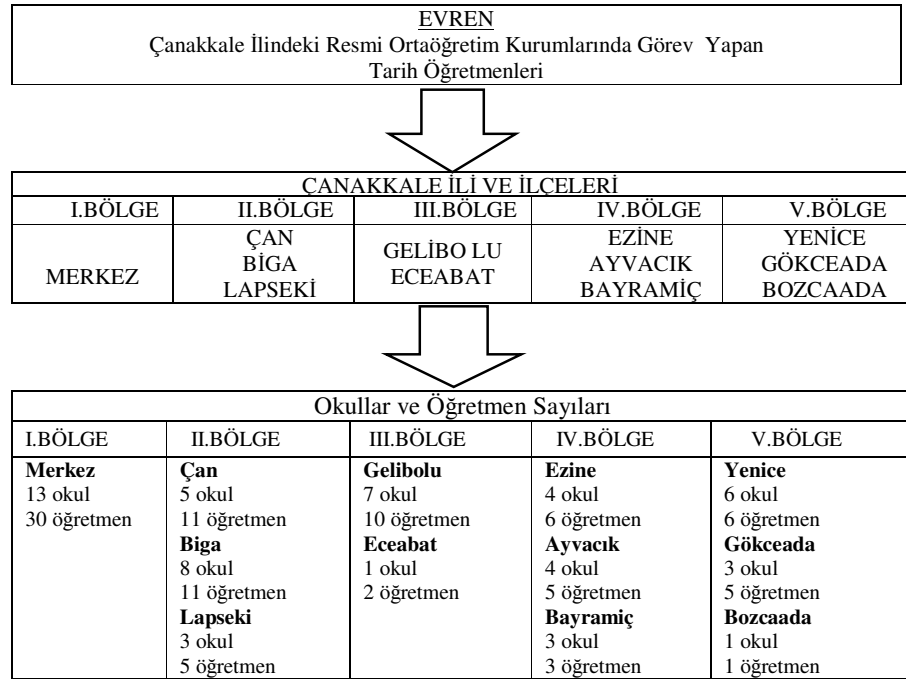 EVREN
Çanakkale İlindeki Resmi Ortaöğretim Kurumlarında Görev Yapan
Tarih Öğretmenleri
ÇANAKKALE İLİ VE İLÇELERİ
I.BÖLGE II.BÖLGE III.BÖLGE IV.BÖLGE V.BÖLGE
MERKEZ
ÇAN
BİGA
LAPSEKİ
GELİBO LU
ECEABAT
EZİNE
AYVACIK
BAYRAMİÇ
YENİCE
GÖKCEADA
BOZCAADA
Okullar ve Öğretmen Sayıları
I.BÖLGE II.BÖLGE III.BÖLGE IV.BÖLGE V.BÖLGE
Merkez
13 okul
30 öğretmen
Çan
5 okul
11 öğretmen
Biga
8 okul
11 öğretmen
Lapseki
3 okul
5 öğretmen
Gelibolu
7 okul
10 öğretmen
Eceabat
1 okul
2 öğretmen
Ezine
4 okul
6 öğretmen
Ayvacık
4 okul
5 öğretmen
Bayramiç
3 okul
3 öğretmen
Yenice
6 okul
6 öğretmen
Gökceada
3 okul
5 öğretmen
Bozcaada
1 okul
1 öğretmen